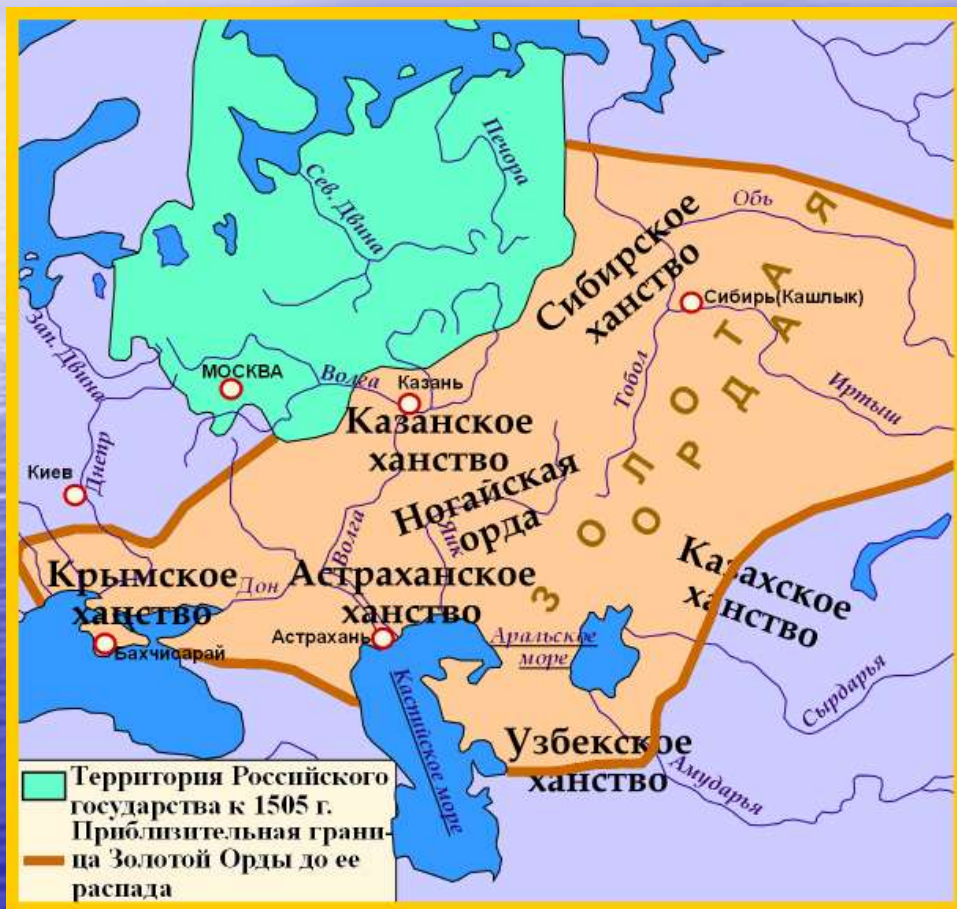 Печора
Сев. Двина
Обь
Сибирское
ханство
Сибирь(Кашлык)
Зап. Двина
МОСКВА
Волга
Казань
Тобол
Иртыш
Казанское
ханство
Киев
Днепр
Ногайская
орда
Волга
Яик
ЗОЛОТАЯ
ОРДА
Казахское
ханство
Крымское
ханство
Дон
Астраханское
ханство
Астрахань
Бахчисарай
Аральское
море
Каспийское море
Сырдарья
Узбекское
ханство
Амударья
Территория Российского
государства к 1505 г.
Приблизительная грани-
ца Золотой Орды до ее
распада